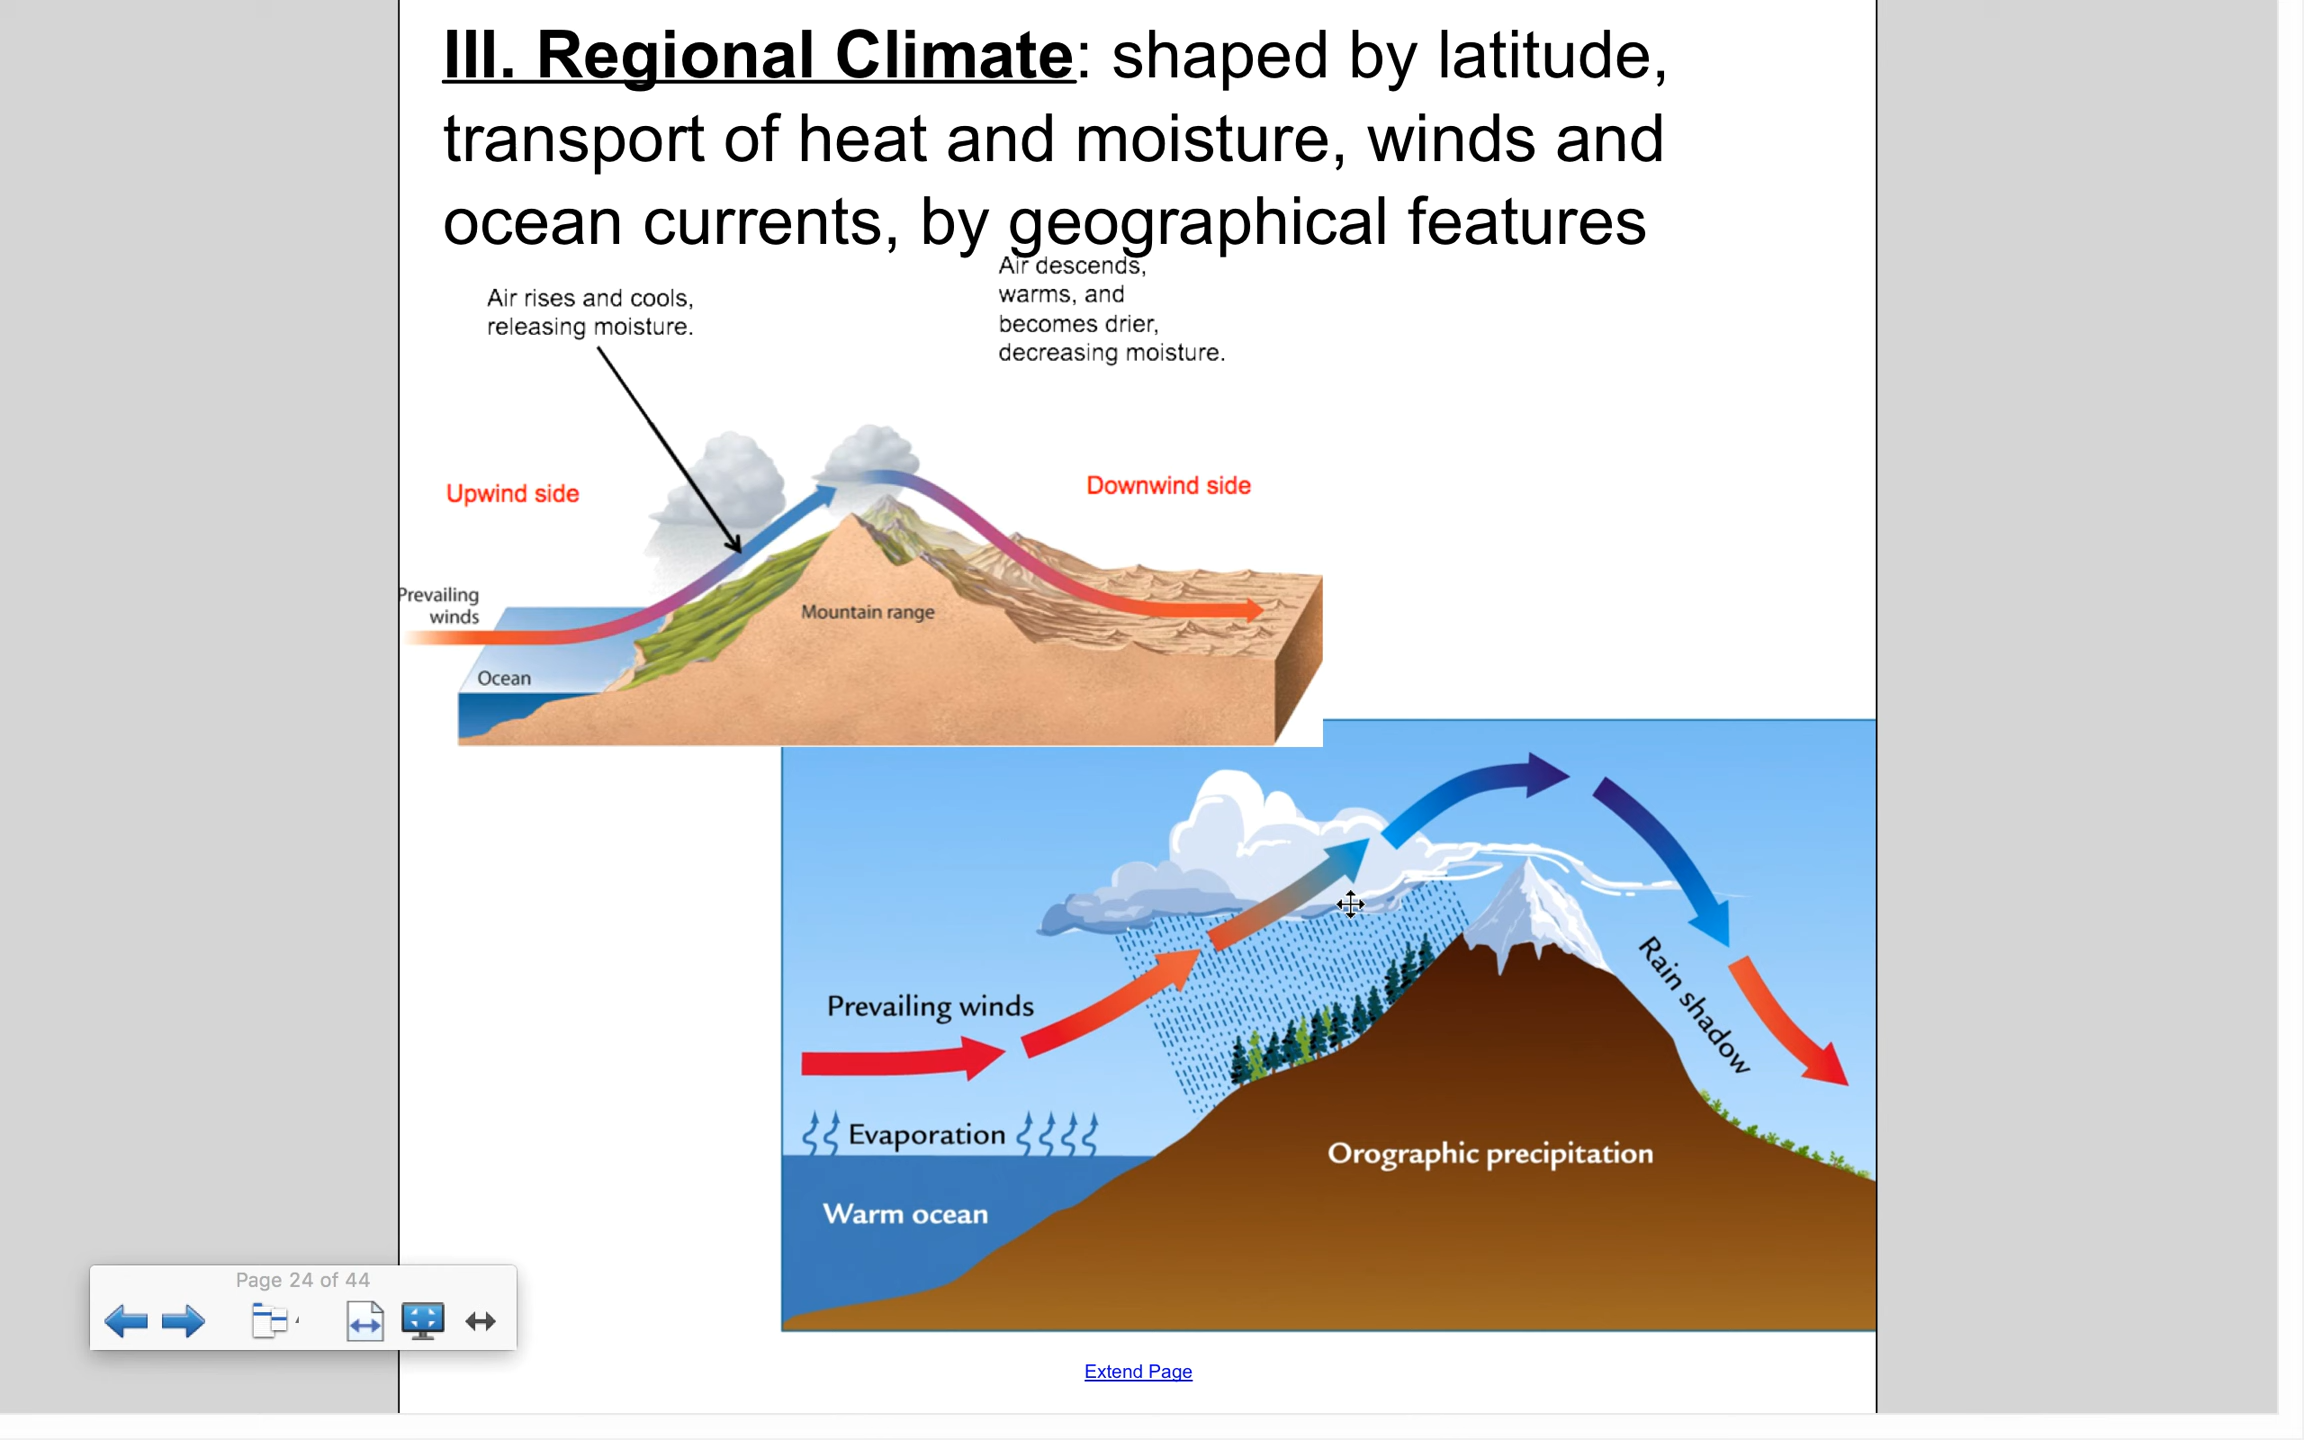 III. Regional Climate: shaped by latitude,
transport of heat and moisture, winds and
ocean currents, by geographical features
Air rises and cools,
releasing moisture.
Air descends,
warms, and
becomes drier,
decreasing moisture.
Upwind side
Downwind side
Prevailing
winds
Mountain range
Ocean
Prevailing winds
Rain shadow
Evaporation
Orographic precipitation
Warm ocean
Page 24 of 44
Extend Page